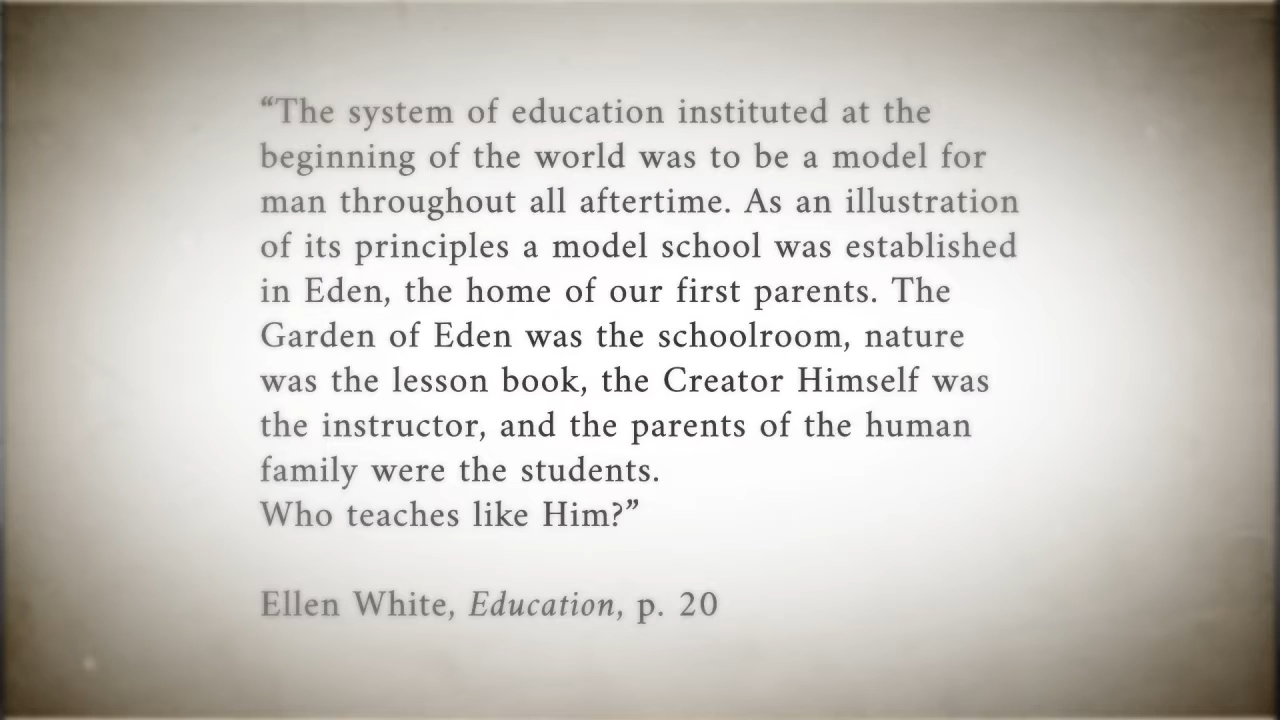 “The system of education instituted at the
beginning of the world was to be a model for
man throughout all aftertime. As an illustration
of its principles a model school was established
in Eden, the home of our first parents. The
Garden of Eden was the schoolroom, nature
was the lesson book, the Creator Himself was
the instructor, and the parents of the human
family were the students.
Who teaches like Him?”
Ellen White, Education, p. 20